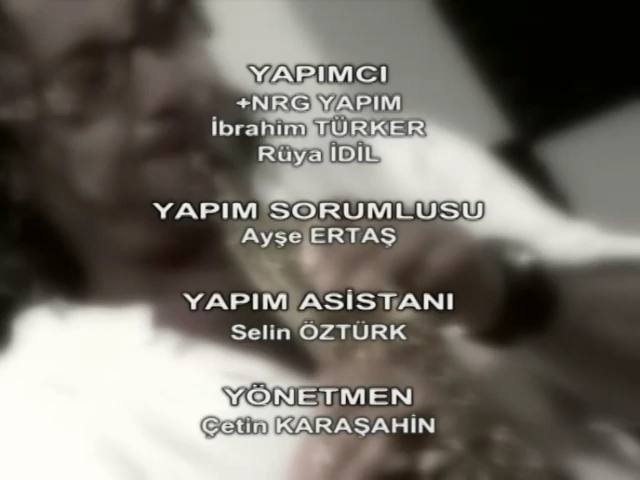 YAPIMCI
+NRG YAPIM
İbrahim TÜRKER
Rüya İDİL
YAPIM SORUMLUSU
Ayşe ERTAŞ
YAPIM ASİSTANI
Selin ÖZTÜRK
YÖNETMEN
Çetin KARAŞAHİN